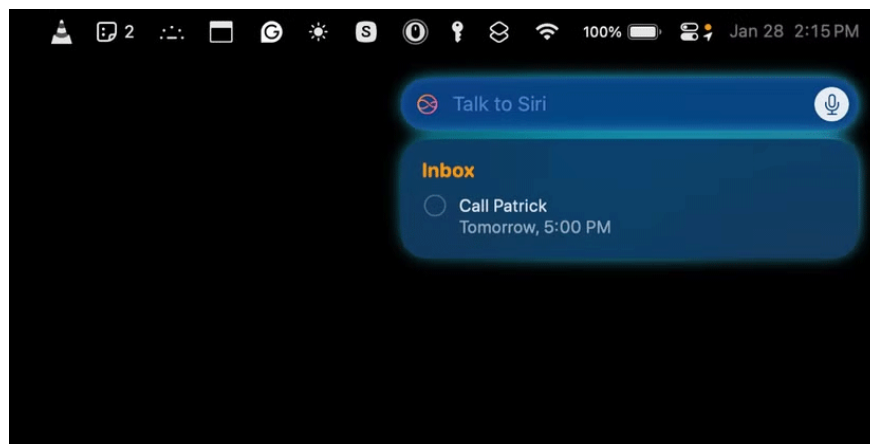 2 G S 100% Jan 28 2:15 PM
Talk to Siri
Inbox
Call Patrick
Tomorrow, 5:00 PM